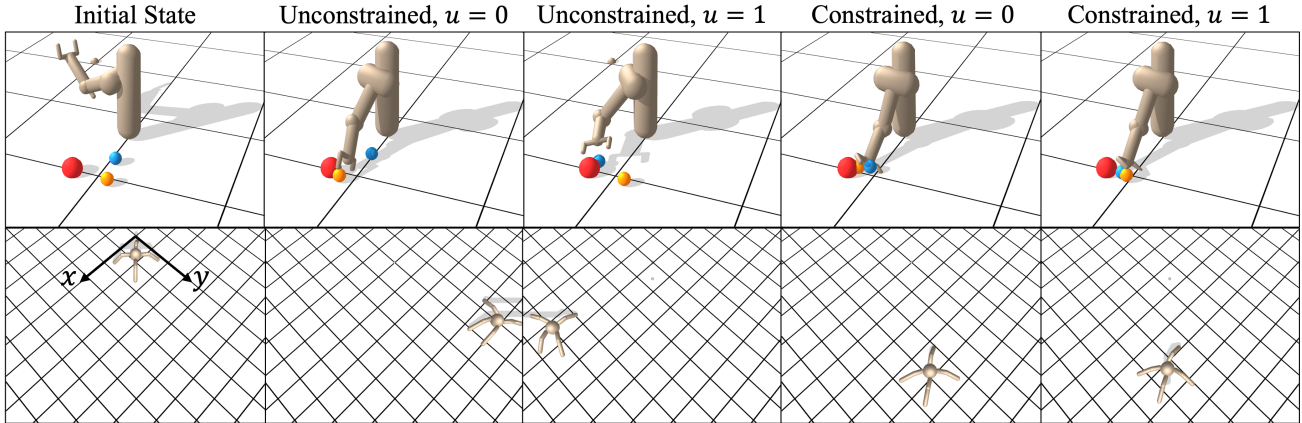 Initial State
Unconstrained, u = 0
Unconstrained, u = 1
Constrained, u = 0
Constrained, u = 1
x
y